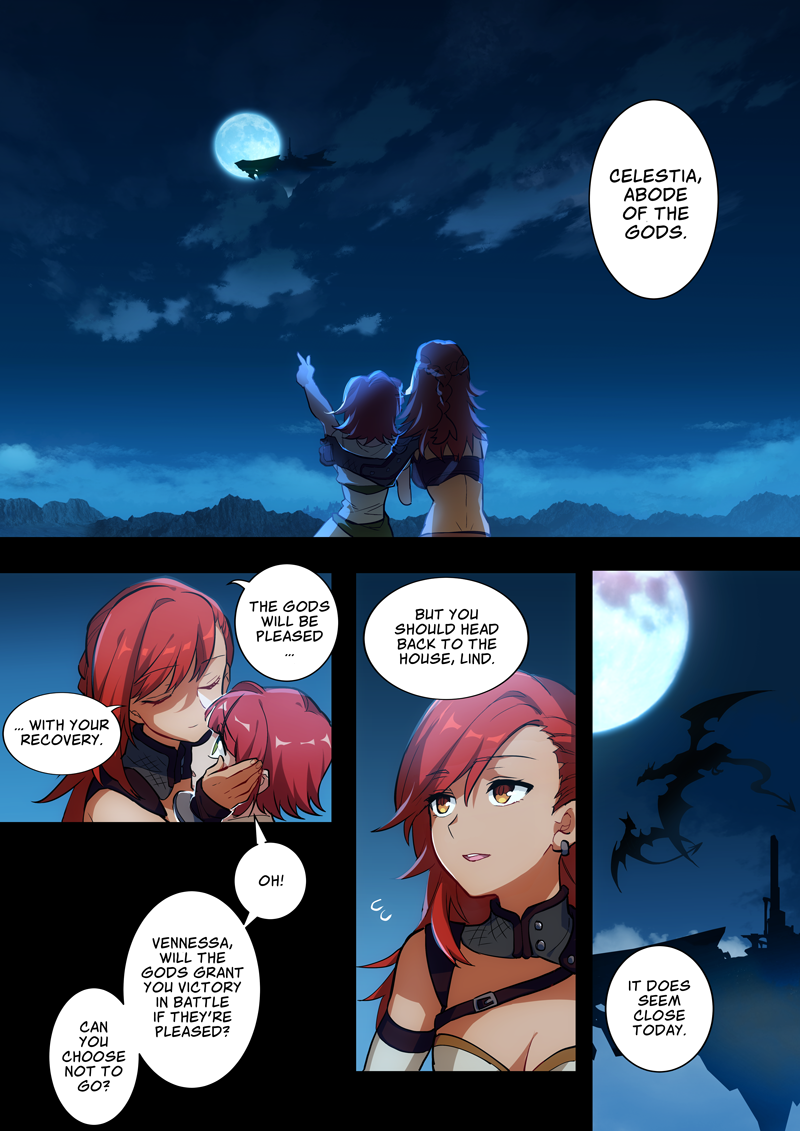 CELESTIA,
ABODE
OF THE
GODS.
THE GODS
WILL BE
PLEASED
...
... WITH YOUR
RECOVERY.
OH!
VENNESSA,
WILL THE
GODS GRANT
YOU VICTORY
IN BATTLE
IF THEY'RE
PLEASED?
CAN
YOU
CHOOSE
NOT TO
GO?
BUT YOU
SHOULD HEAD
BACK TO THE
HOUSE, LIND.
IT DOES
SEEM
CLOSE
TODAY.